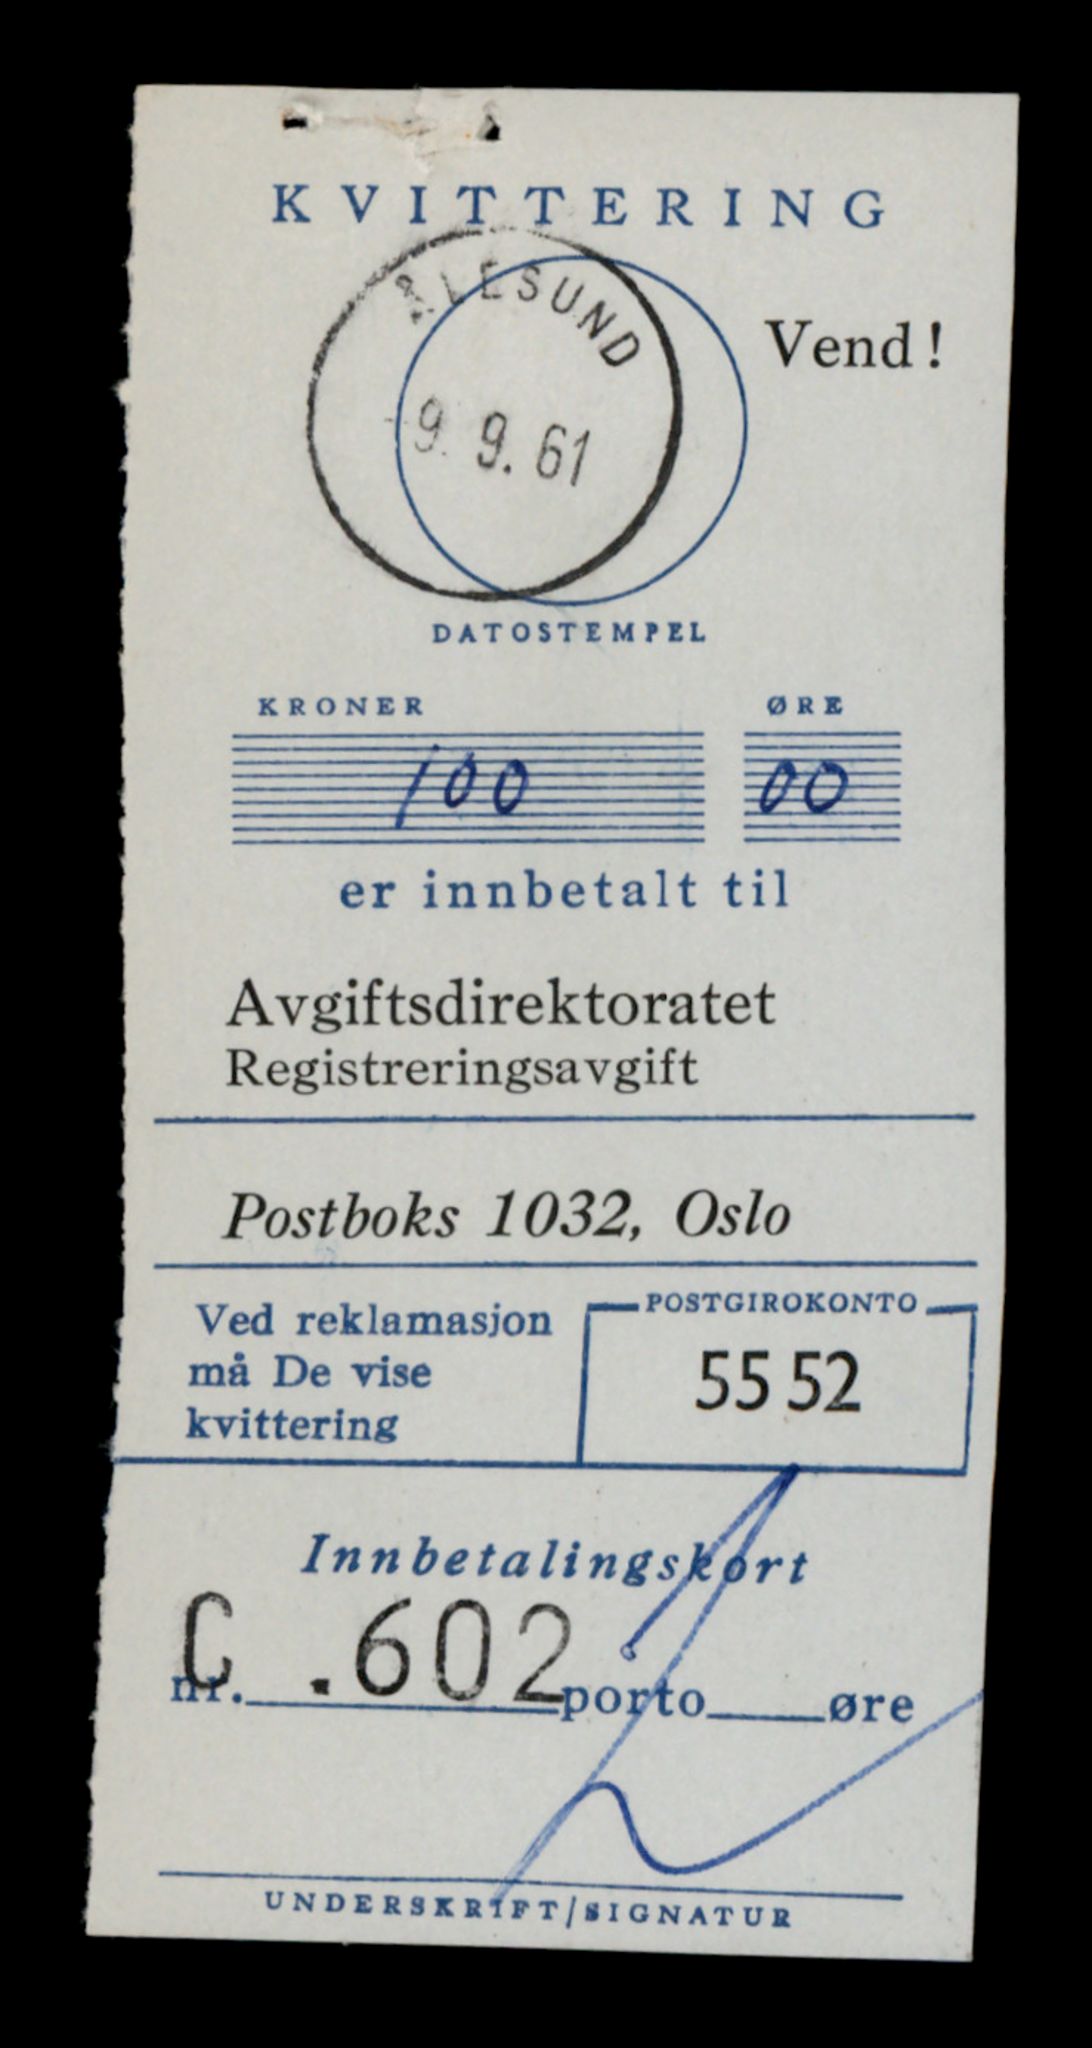 KVITTERING
ÅLESUND
Vend!
9. 9. 61
DATOSTEMPEL
KRONER ØRE
100 00
er innbetalt til
Avgiftsdirektoratet
Registreringsavgift
Postboks 1032, Oslo
Ved reklamasjon
må De vise
kvittering
POSTGIROKONTO
55 52
Innbetalingskort
C .602
nr. porto øre
UNDERSKRIFT/SIGNATUR